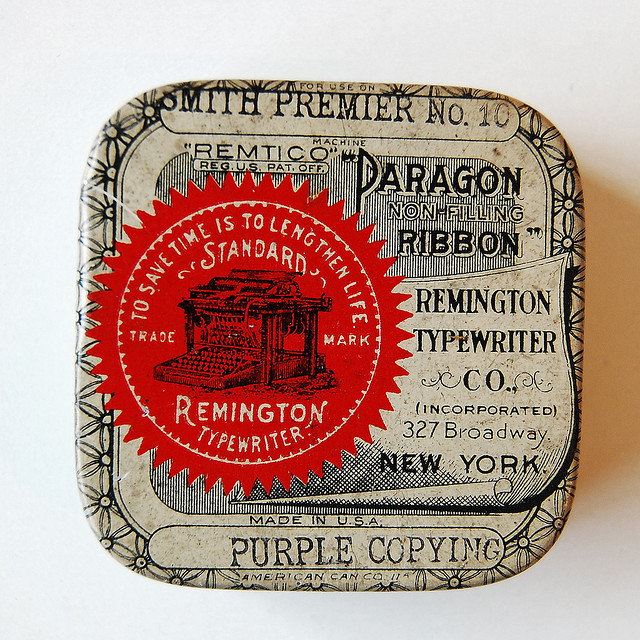 FOR USE ON
SMITH PREMIER No. 10
MACHINE
"REMTICO"
REG. U.S. PAT. OFF.
"PARAGON
NON-FILLING
RIBBON"
TO SAVE TIME IS TO LENGTHEN LIFE
STANDARD
TRADE MARK
REMINGTON
TYPEWRITER
REMINGTON
TYPEWRITER
CO.,
(INCORPORATED)
327 Broadway.
NEW YORK.
MADE IN U.S.A.
PURPLE COPYING
AMERICAN CAN CO.